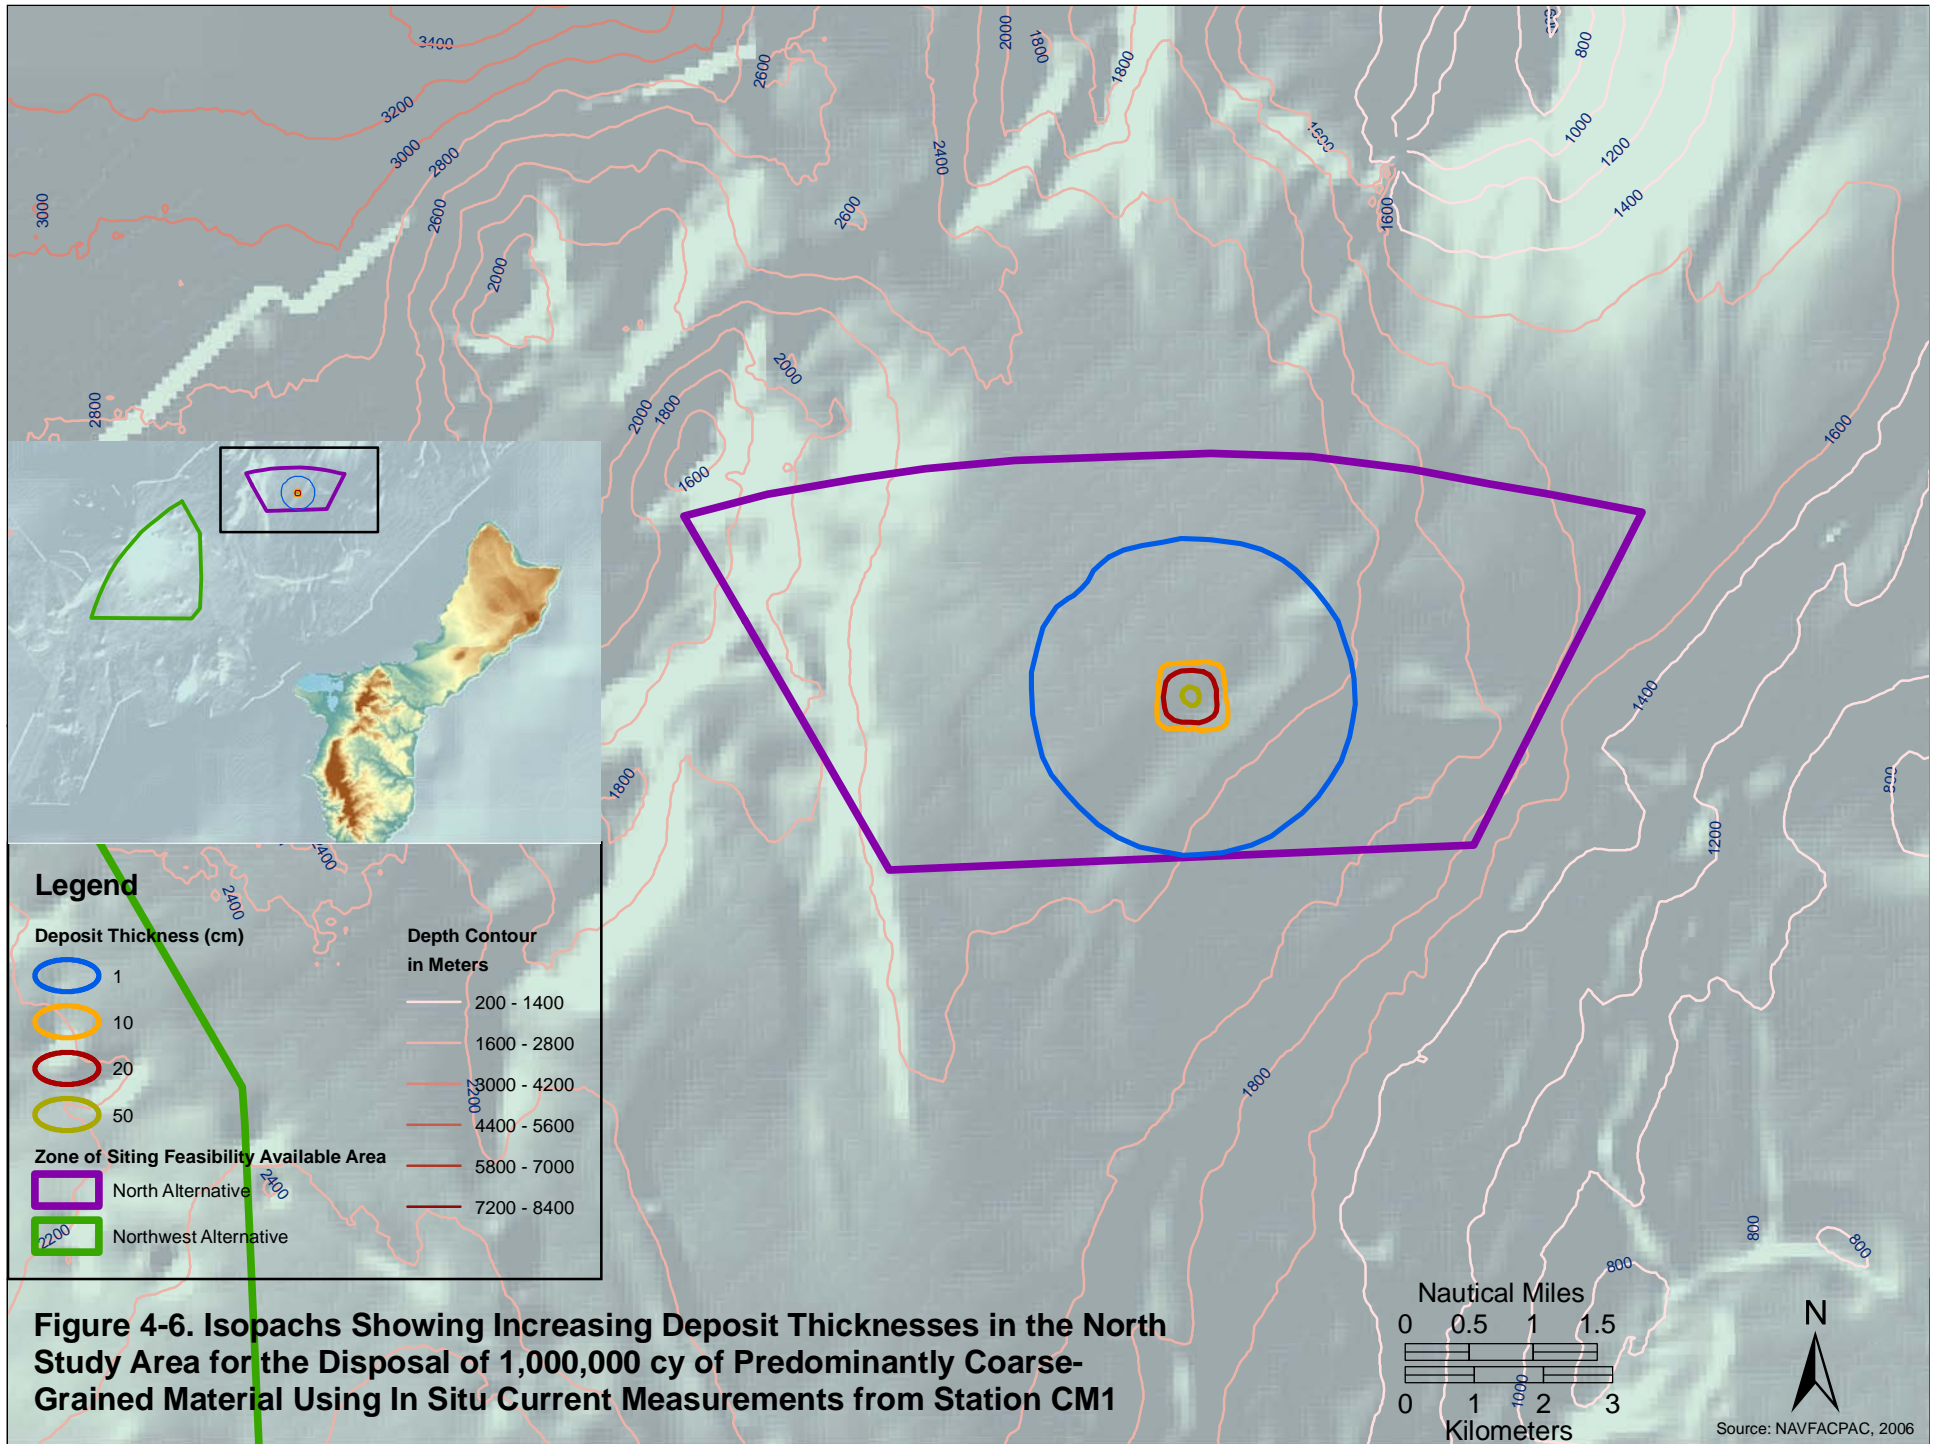 3400
3200
3000
2800
2600
2600
2600
2400
2000
1800
1800
1600
1600
800
1000
1200
1400
3000
2000
2800
2000
1800
2000
1600
1600
1400
1800
800
1200
1800
2400
2400
2200
2400
2200
800
800
800
1000
Legend
Deposit Thickness (cm)
1
10
20
50
Zone of Siting Feasibility Available Area
North Alternative
Northwest Alternative
Depth Contour
in Meters
200 - 1400
1600 - 2800
3000 - 4200
4400 - 5600
5800 - 7000
7200 - 8400
Figure 4-6. Isopachs Showing Increasing Deposit Thicknesses in the North
Study Area for the Disposal of 1,000,000 cy of Predominantly Coarse-
Grained Material Using In Situ Current Measurements from Station CM1
Nautical Miles
0 0.5 1 1.5
0 1 2 3
Kilometers
N
Source: NAVFACPAC, 2006